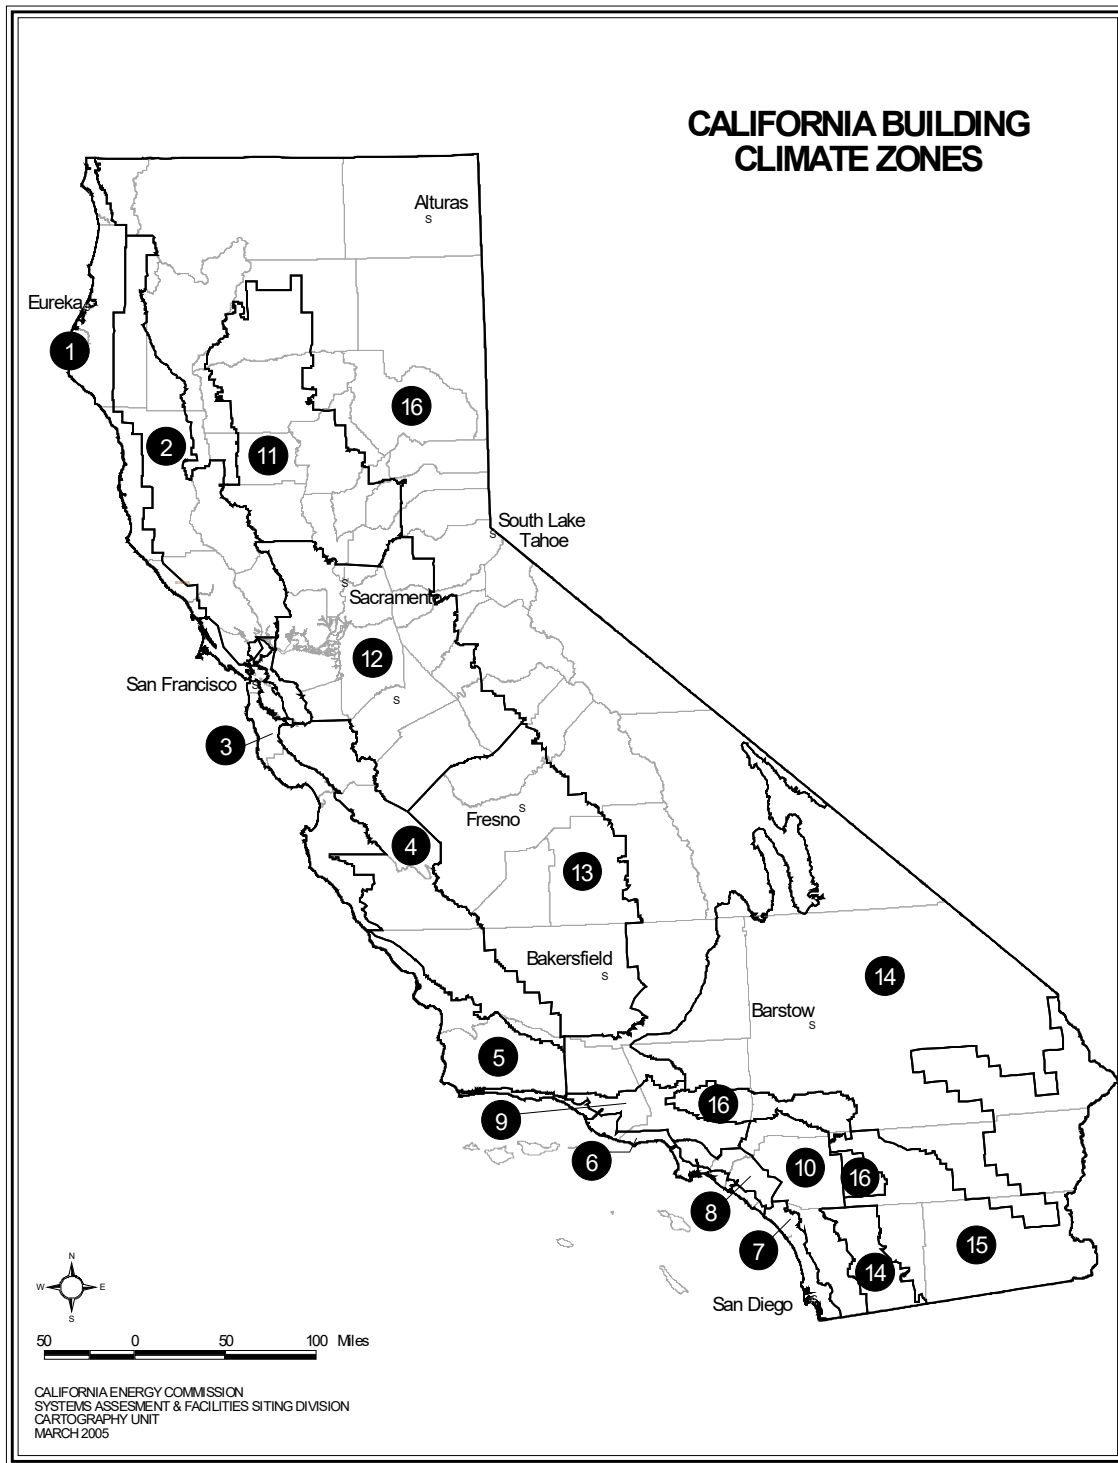 CALIFORNIA BUILDING
CLIMATE ZONES
Alturas
S
Eureka
1
16
2
11
South Lake
Tahoe
S
S
Sacramento
12
San Francisco
S
S
3
Fresno
S
4
13
Bakersfield
S
14
Barstow
S
5
16
9
6
10
16
8
7
15
14
San Diego
S
N
W
E
S
50
0
50
100
Miles
CALIFORNIA ENERGY COMMISSION
SYSTEMS ASSESMENT & FACILITIES SITING DIVISION
CARTOGRAPHY UNIT
MARCH 2005